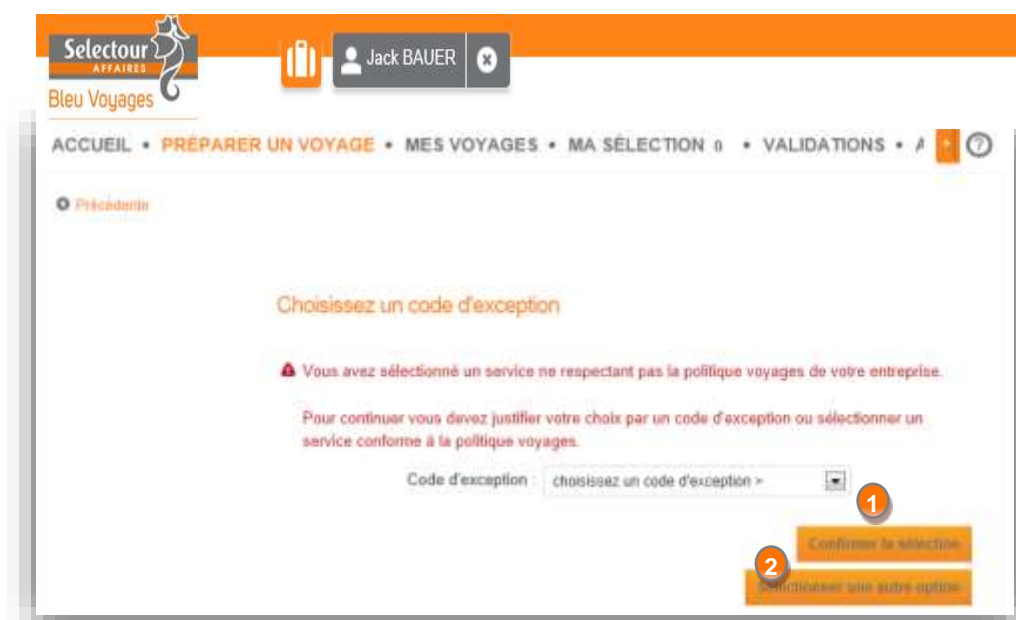 Selectour
AFFAIRES
Bleu Voyages
Jack BAUER
ACCUEIL • PRÉPARER UN VOYAGE • MES VOYAGES • MA SÉLECTION 0 • VALIDATIONS • A + ?
Précédente
Choisissez un code d'exception
Vous avez sélectionné un service ne respectant pas la politique voyages de votre entreprise.
Pour continuer vous devez justifier votre choix par un code d'exception ou sélectionner un
service conforme à la politique voyages.
Code d'exception : choisissez un code d'exception >
1
Confirmer la sélection
2
Sélectionner une autre option